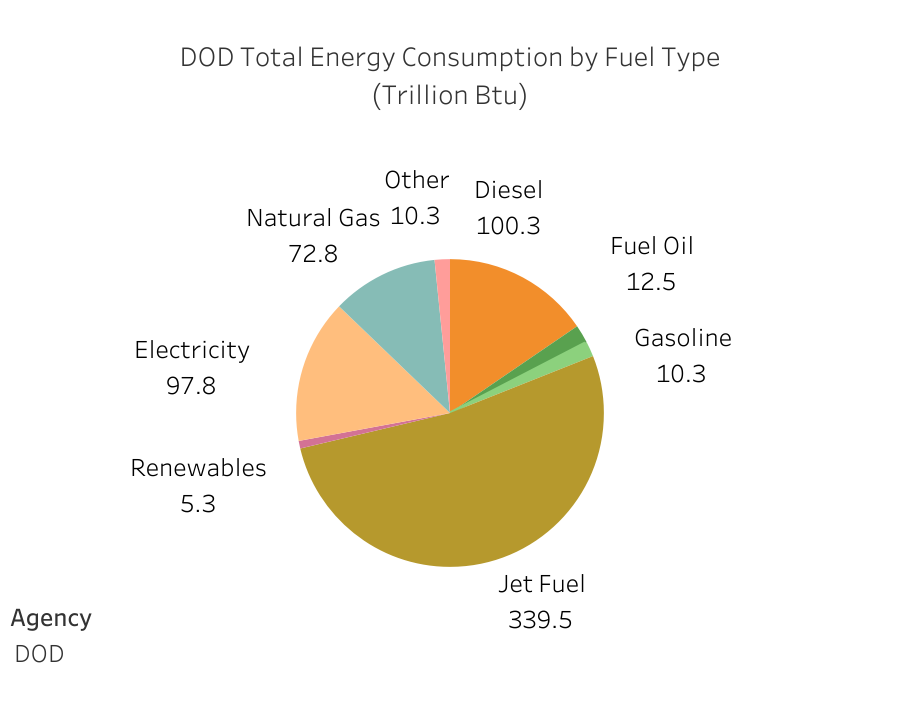 DOD Total Energy Consumption by Fuel Type
(Trillion Btu)
Other
10.3
Diesel
100.3
Natural Gas
72.8
Fuel Oil
12.5
Gasoline
10.3
Electricity
97.8
Renewables
5.3
Jet Fuel
339.5
Agency
DOD